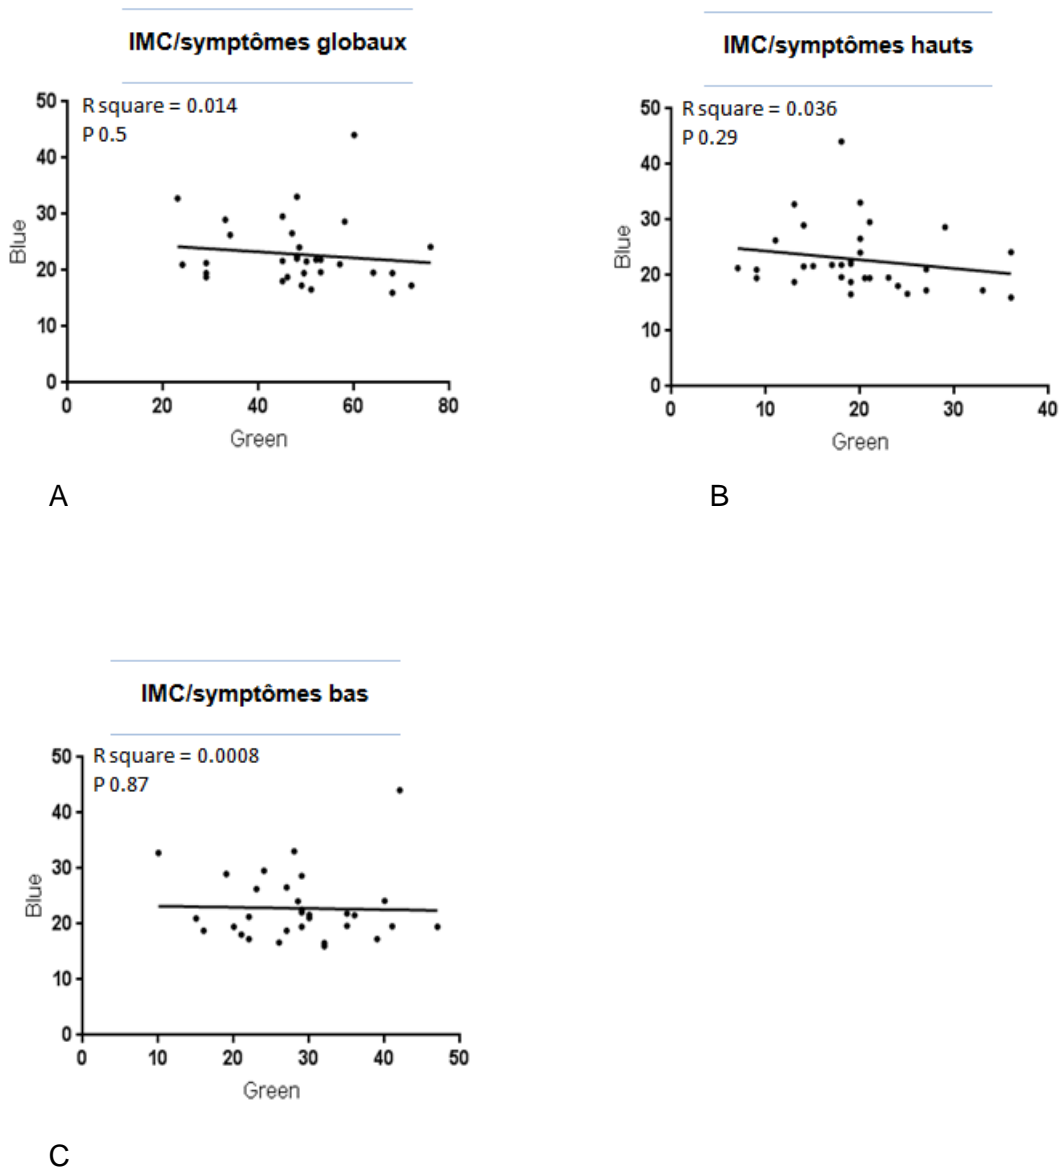 IMC/symptômes globaux
R square = 0.014
P 0.5
50
40
30
20
10
0
Blue
0 20 40 60 80
Green
A
IMC/symptômes hauts
R square = 0.036
P 0.29
50
40
30
20
10
0
Blue
0 10 20 30 40
Green
B
IMC/symptômes bas
R square = 0.0008
P 0.87
50
40
30
20
10
0
Blue
0 10 20 30 40 50
Green
C